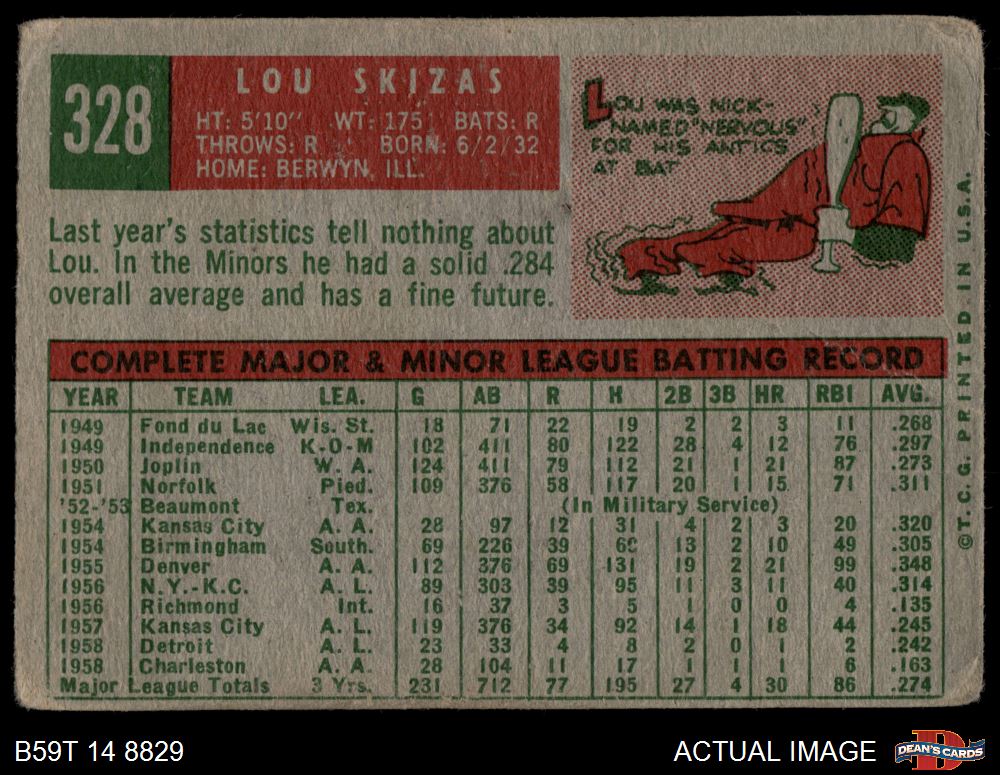 328
LOU SKIZAS
HT: 5'10" WT: 175 BATS: R
THROWS: R BORN: 6/2/32
HOME: BERWYN, ILL.
LOU WAS NICK-
NAMED "NERVOUS"
FOR HIS ANTICS
AT BAT
Last year's statistics tell nothing about
Lou. In the Minors he had a solid .284
overall average and has a fine future.
COMPLETE MAJOR & MINOR LEAGUE BATTING RECORD
YEAR TEAM LEA. G AB R H 2B 3B HR RBI AVG.
1949 Fond du Lac Wis. St. 18 71 22 19 2 2 3 11 .268
1949 Independence K-O-M 102 411 80 122 28 4 12 76 .297
1950 Joplin W. A. 124 411 79 112 21 1 21 87 .273
1951 Norfolk Pied. 109 376 58 117 20 1 15 71 .311
'52-'53 Beaumont Tex. (In Military Service)
1954 Kansas City A. A. 28 97 12 31 4 2 3 20 .320
1954 Birmingham South. 69 226 39 69 13 2 10 49 .305
1955 Denver A. A. 112 376 69 131 19 2 21 99 .348
1956 N.Y.-K.C. A. L. 89 303 39 95 11 3 11 40 .314
1956 Richmond Int. 16 37 3 5 1 0 0 4 .135
1957 Kansas City A. L. 119 376 34 92 14 1 18 44 .245
1958 Detroit A. L. 23 33 4 8 2 0 1 2 .242
1958 Charleston A. A. 28 104 11 17 1 1 1 6 .163
Major League Totals 3 Yrs. 231 712 77 195 27 4 30 86 .274
©T.C.G. PRINTED IN U.S.A.
B59T 14 8829
ACTUAL IMAGE
DEAN'S CARDS